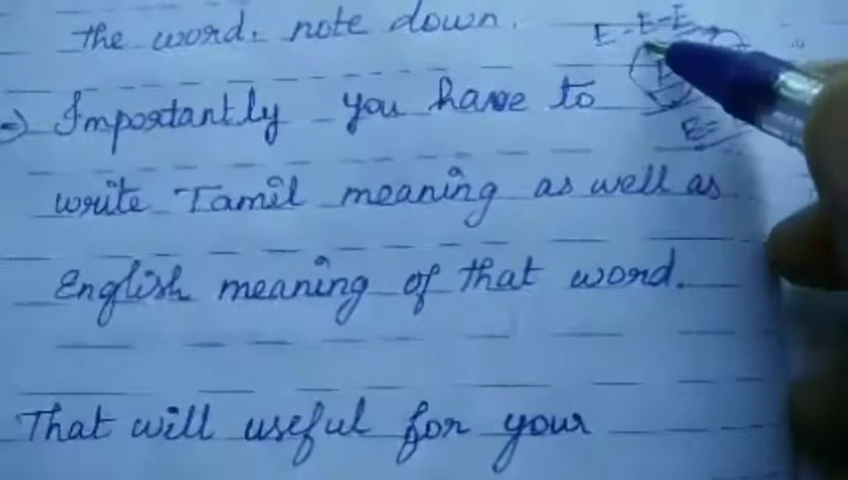 the word. note down.
E - E - E
=> Importantly you have to
E=
write Tamil meaning as well as
English meaning of that word.
That will useful for your